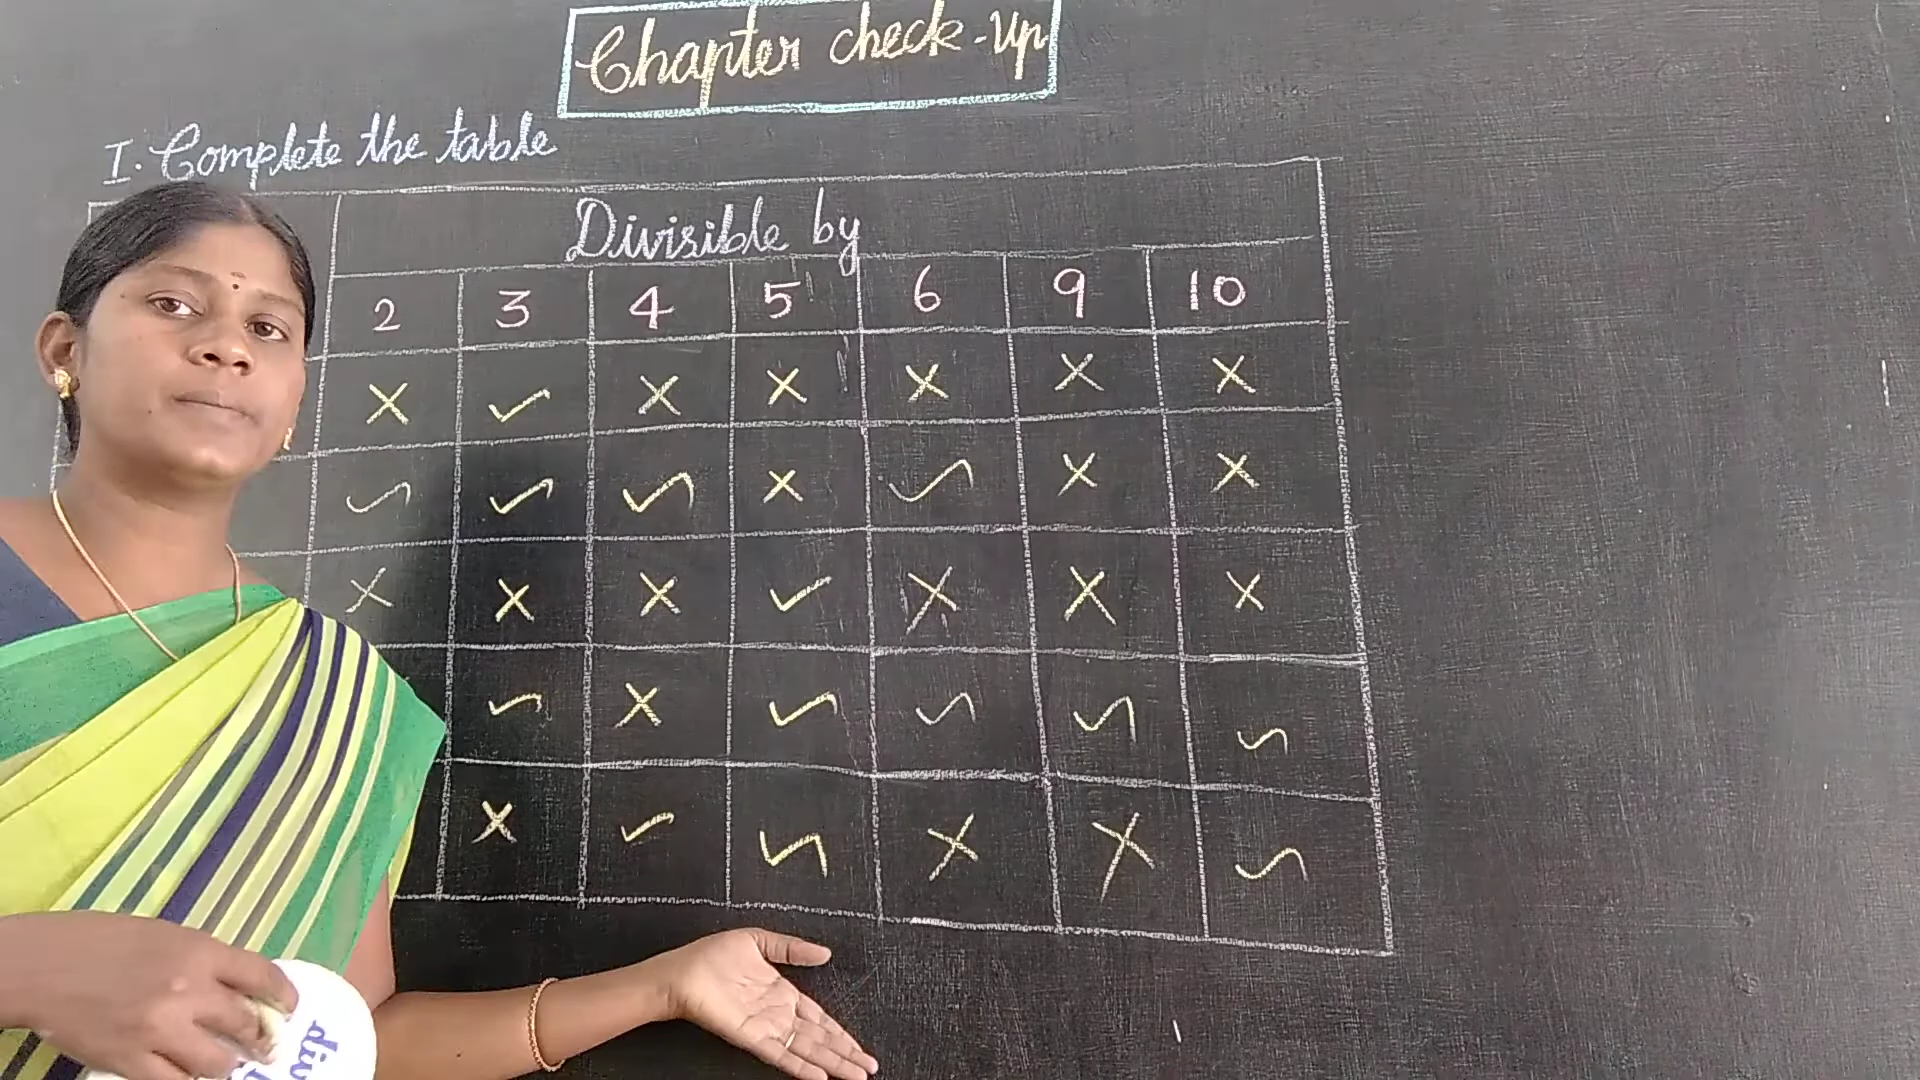 Chapter check-up
I. Complete the table
Divisible by
2 3 4 5 6 9 10
× ✓ × × × × ×
✓ ✓ ✓ × ✓ × ×
× × × ✓ × × ×
✓ × ✓ ✓ ✓ ✓
× ✓ ✓ × × ✓